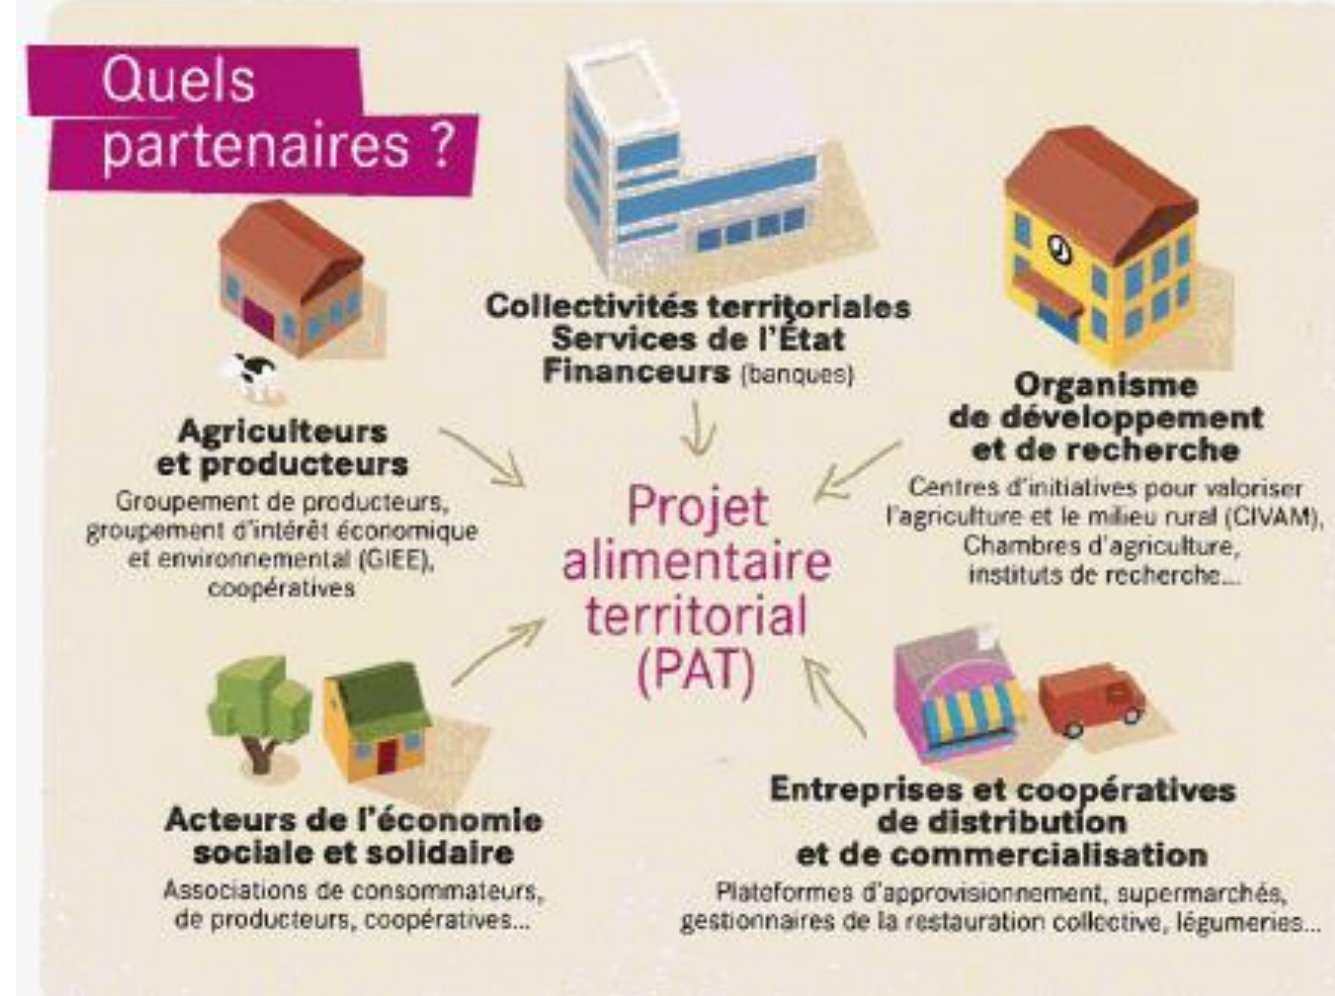 Quels
partenaires ?
Collectivités territoriales
Services de l'État
Financeurs (banques)
Organisme
de développement
et de recherche
Centres d'initiatives pour valoriser
l'agriculture et le milieu rural (CIVAM),
Chambres d'agriculture,
instituts de recherche...
Agriculteurs
et producteurs
Groupement de producteurs,
groupement d'intérêt économique
et environnemental (GIEE),
coopératives
Projet
alimentaire
territorial
(PAT)
Acteurs de l'économie
sociale et solidaire
Associations de consommateurs,
de producteurs, coopératives...
Entreprises et coopératives
de distribution
et de commercialisation
Plateformes d'approvisionnement, supermarchés,
gestionnaires de la restauration collective, légumeries...